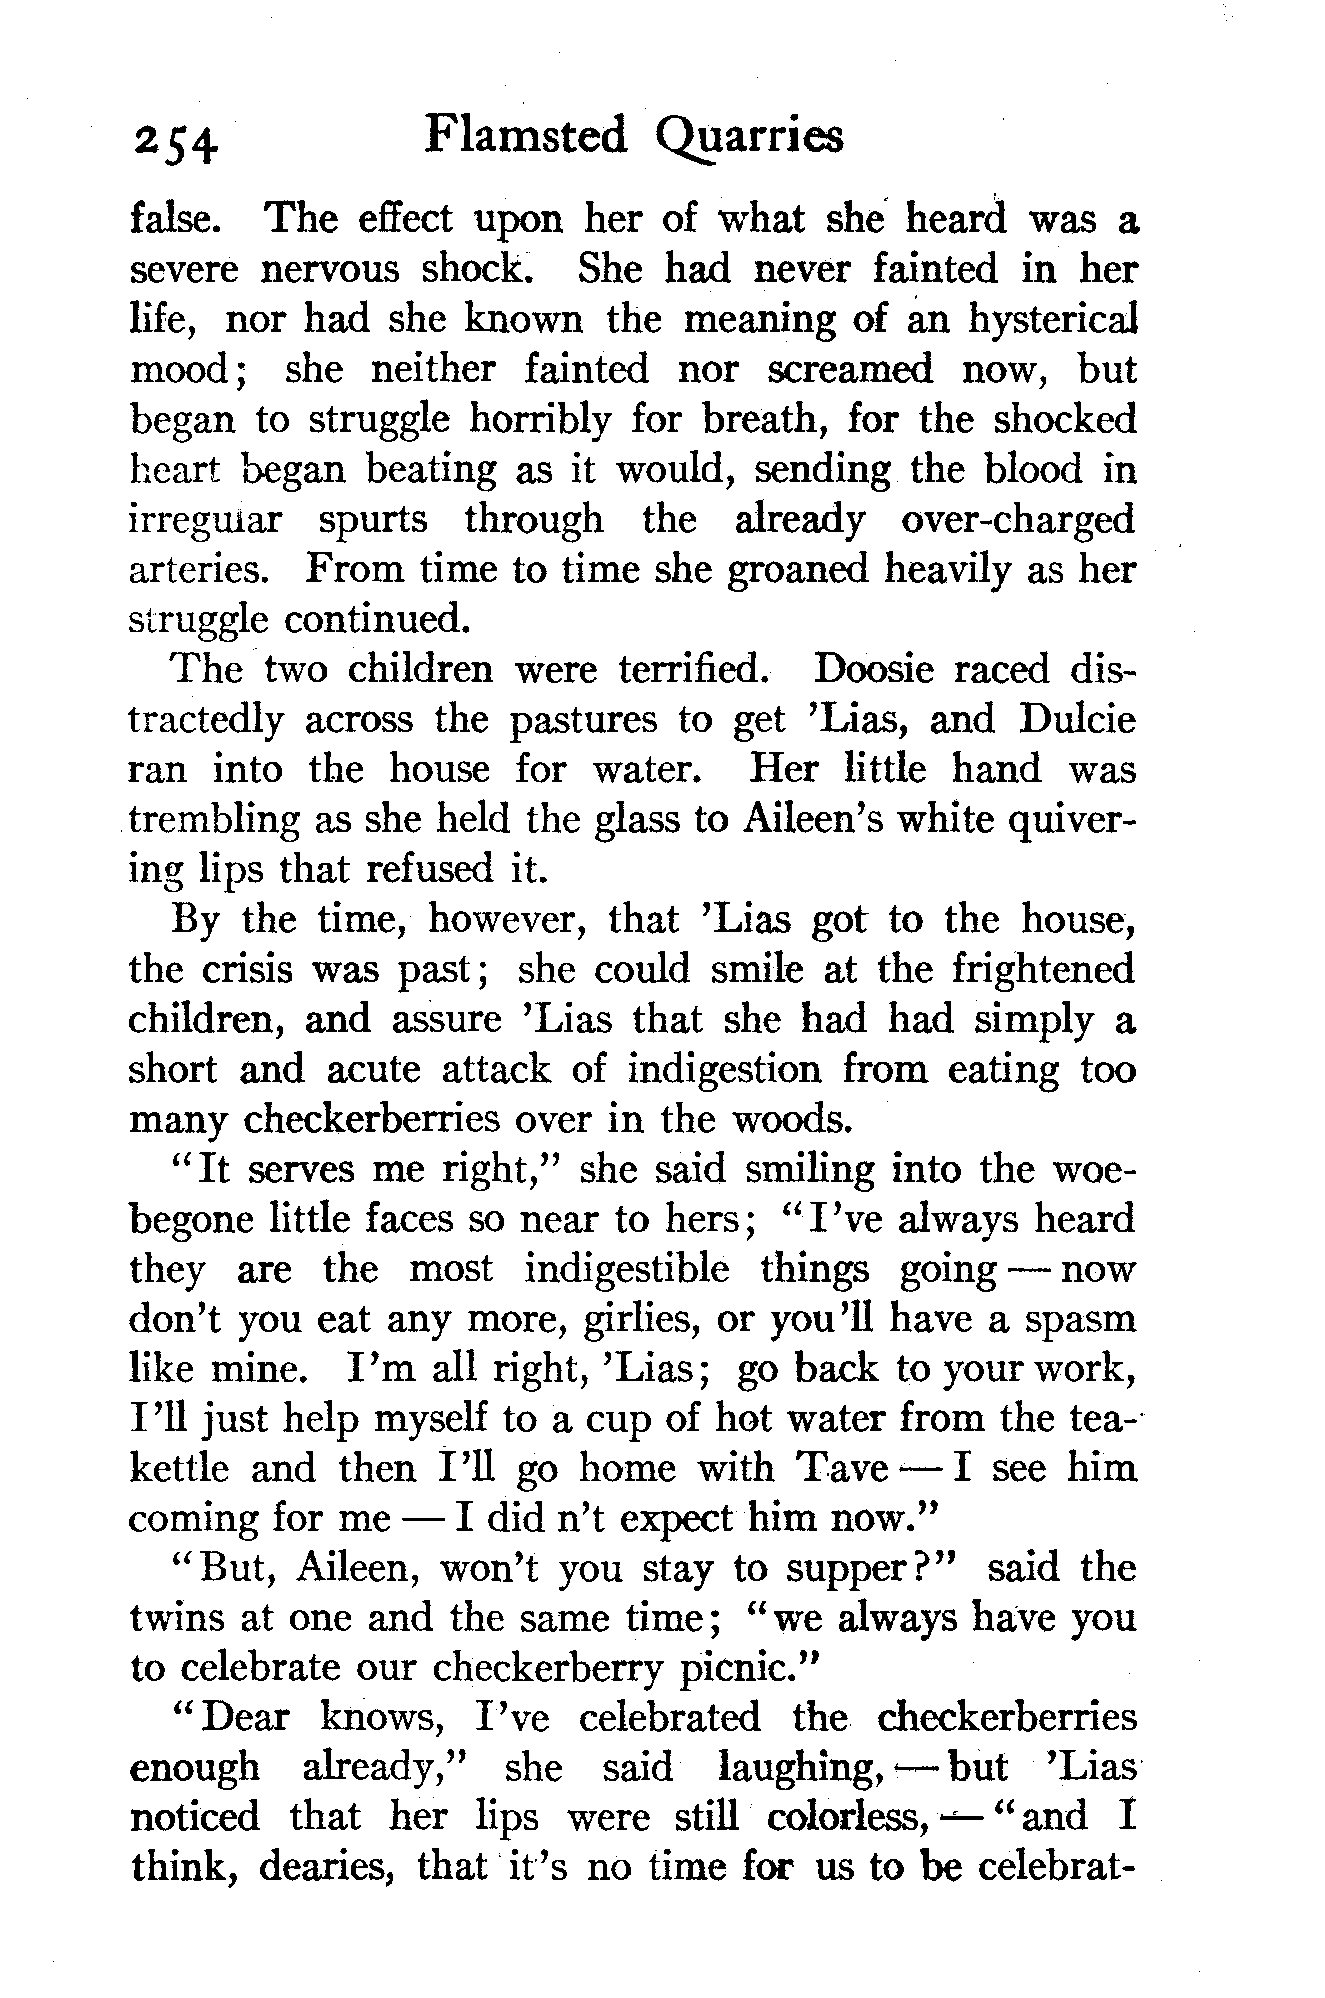 254 Flamsted Quarries
false. The effect upon her of what she heard was a
severe nervous shock. She had never fainted in her
life, nor had she known the meaning of an hysterical
mood; she neither fainted nor screamed now, but
began to struggle horribly for breath, for the shocked
heart began beating as it would, sending the blood in
irregular spurts through the already over-charged
arteries. From time to time she groaned heavily as her
struggle continued.
The two children were terrified. Doosie raced dis-
tractedly across the pastures to get 'Lias, and Dulcie
ran into the house for water. Her little hand was
trembling as she held the glass to Aileen's white quiver-
ing lips that refused it.
By the time, however, that 'Lias got to the house,
the crisis was past; she could smile at the frightened
children, and assure 'Lias that she had had simply a
short and acute attack of indigestion from eating too
many checkerberries over in the woods.
"It serves me right," she said smiling into the woe-
begone little faces so near to hers; "I've always heard
they are the most indigestible things going — now
don't you eat any more, girlies, or you'll have a spasm
like mine. I'm all right, 'Lias; go back to your work,
I'll just help myself to a cup of hot water from the tea-
kettle and then I'll go home with Tave — I see him
coming for me — I did n't expect him now."
"But, Aileen, won't you stay to supper?" said the
twins at one and the same time; "we always have you
to celebrate our checkerberry picnic."
"Dear knows, I've celebrated the checkerberries
enough already," she said laughing, — but 'Lias
noticed that her lips were still colorless, — "and I
think, dearies, that it's no time for us to be celebrat-